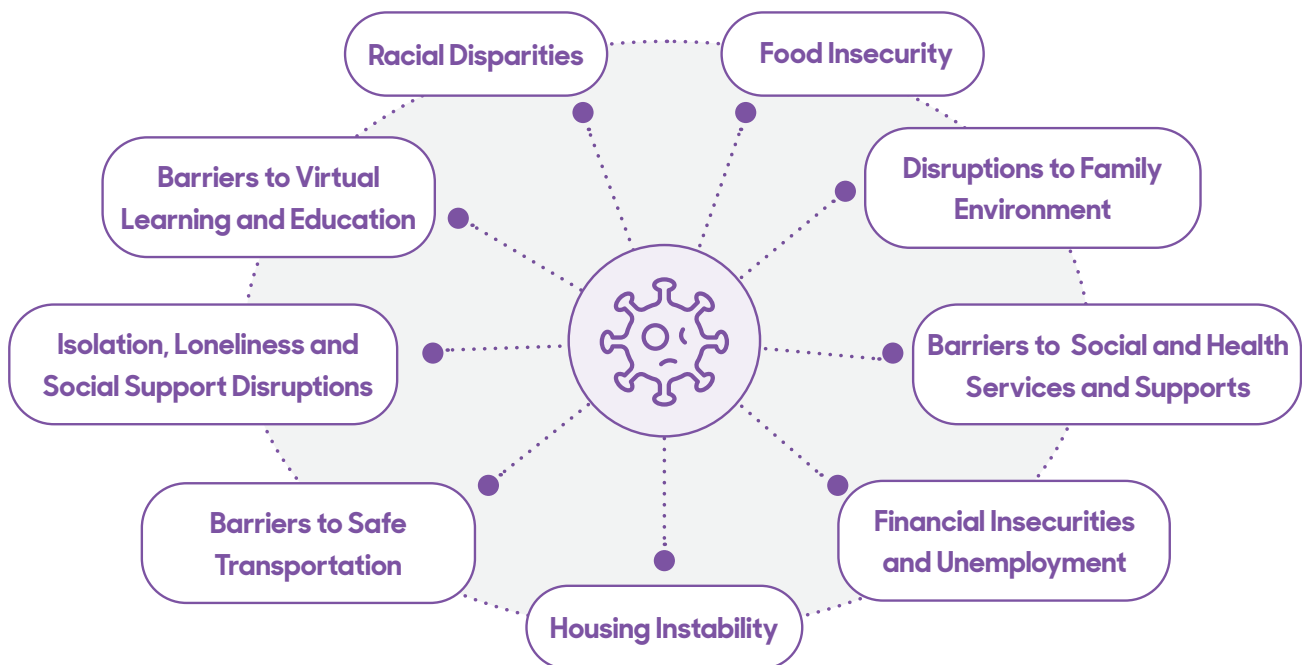 Racial Disparities
Food Insecurity
Disruptions to Family
Environment
Barriers to  Social and Health
Services and Supports
Financial Insecurities
and Unemployment
Housing Instability
Barriers to Safe
Transportation
Isolation, Loneliness and
Social Support Disruptions
Barriers to Virtual
Learning and Education